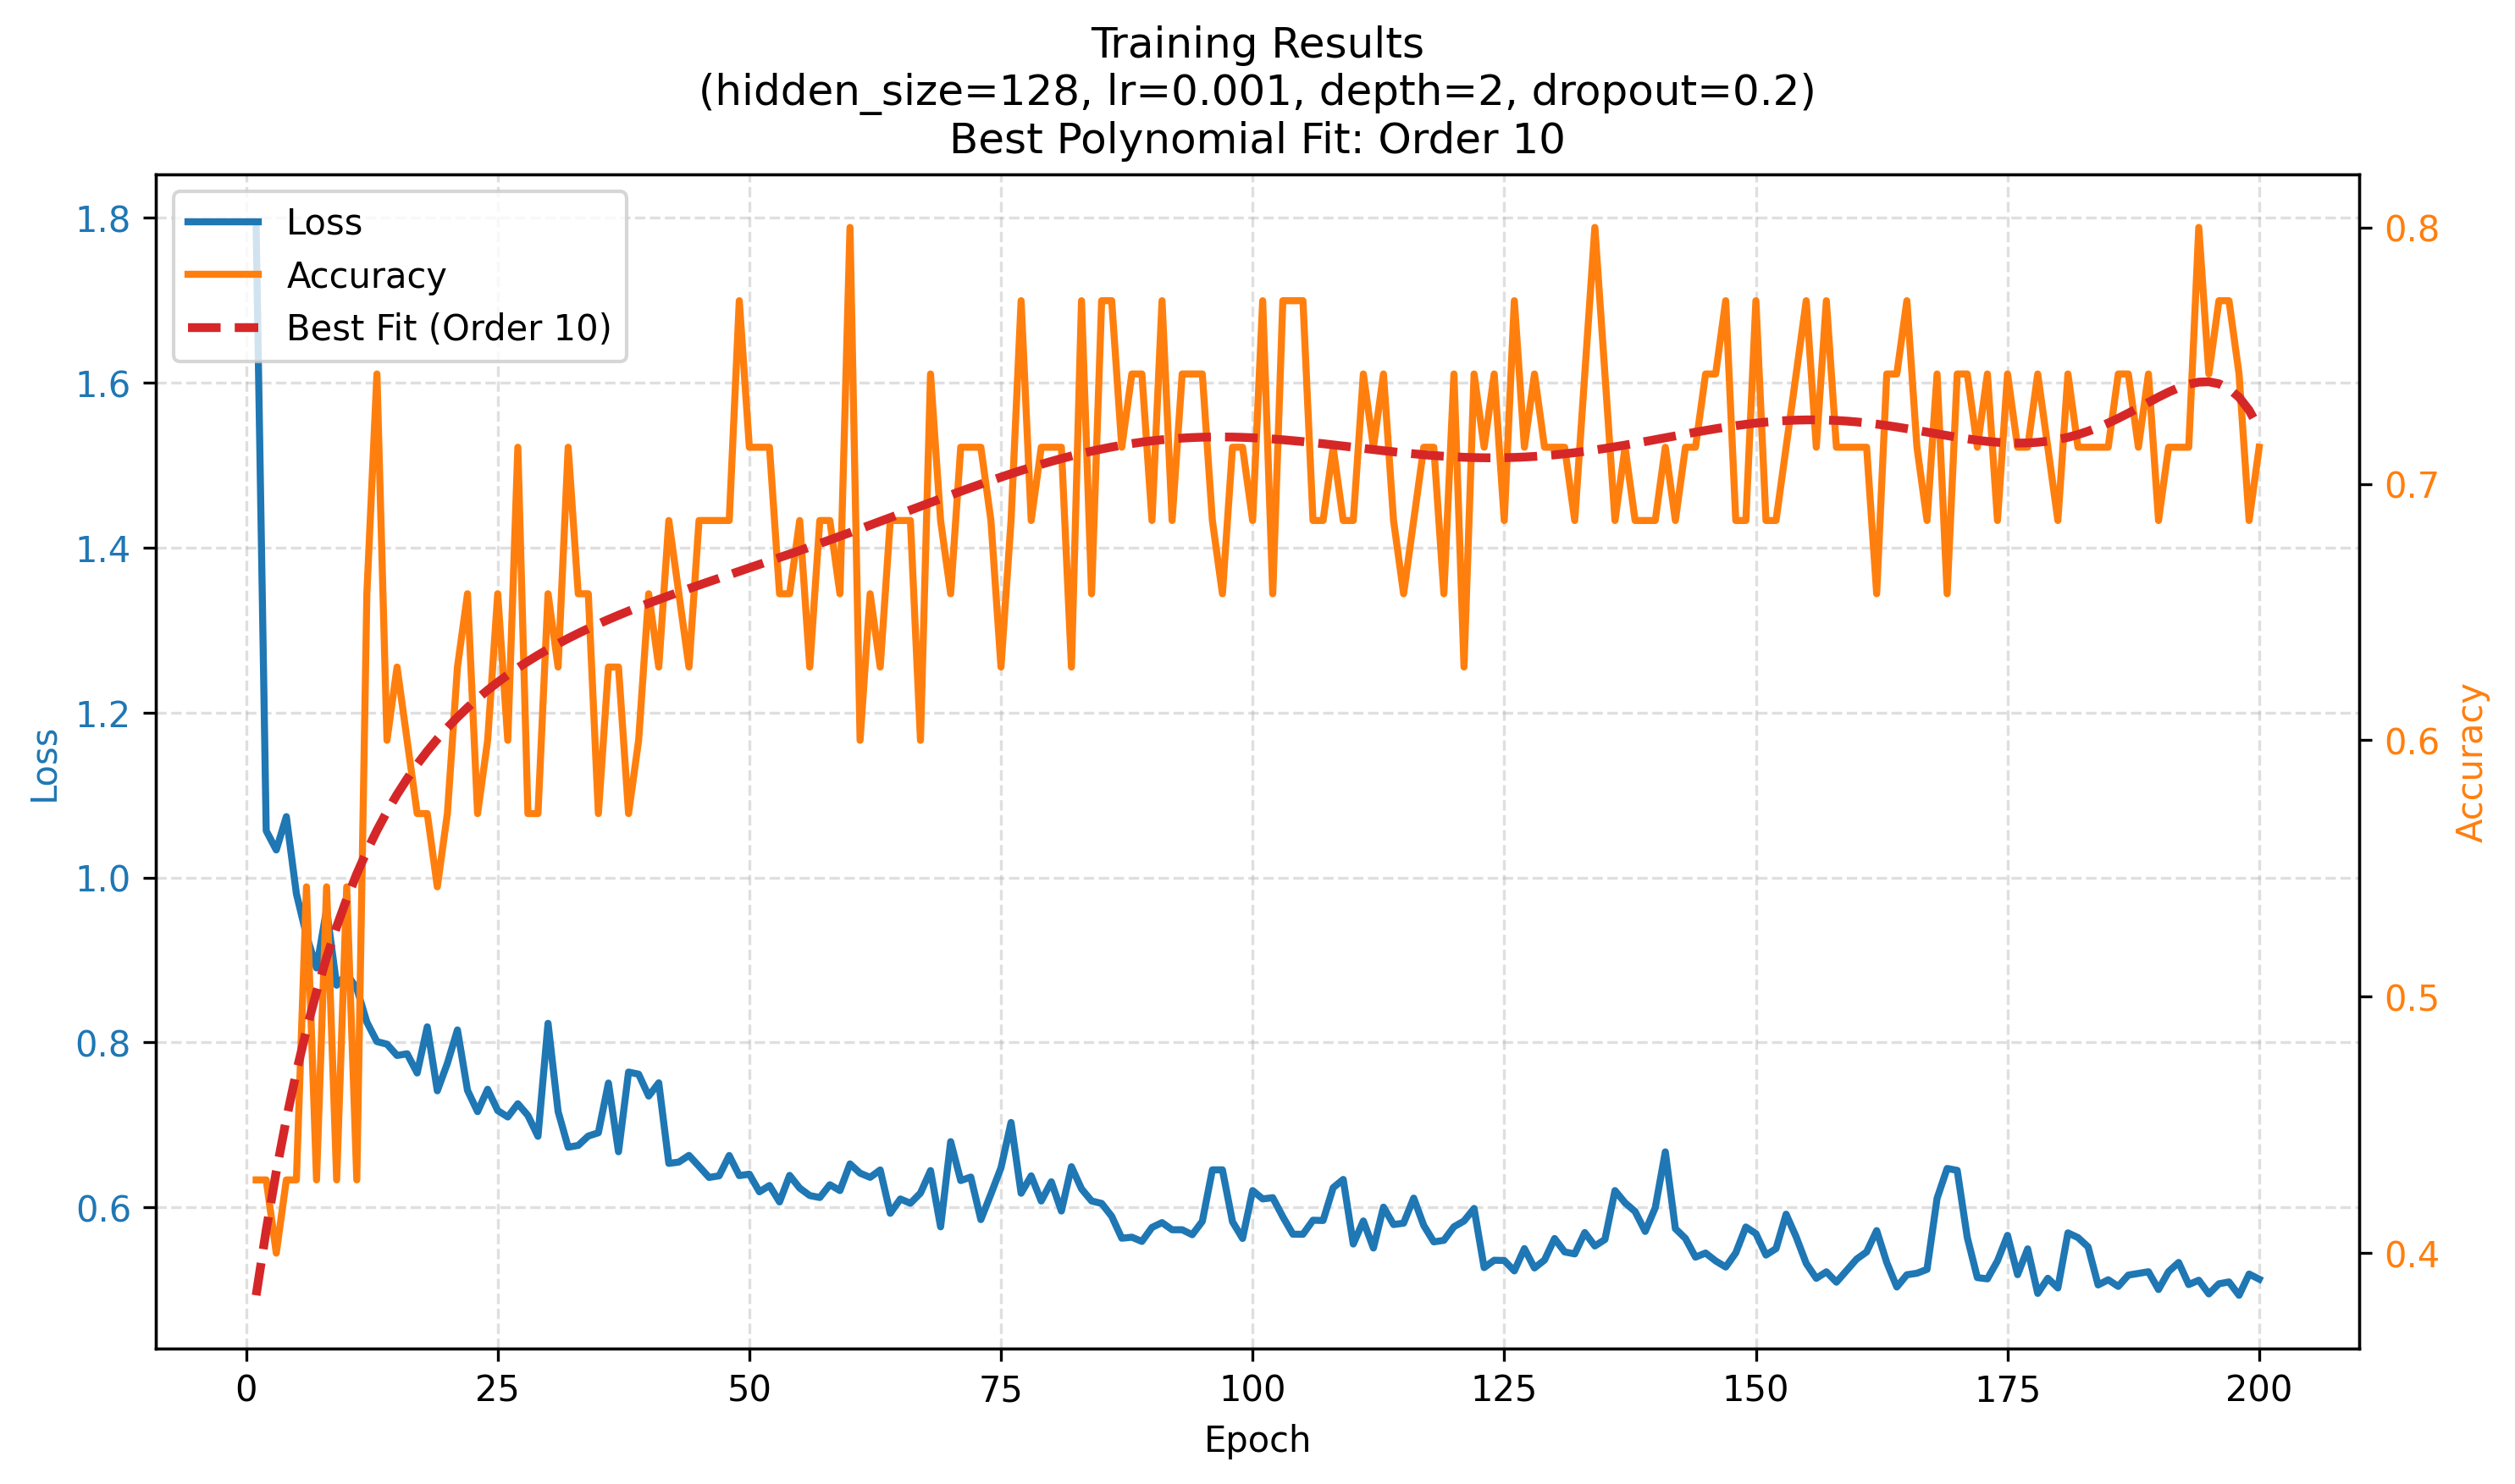 Training Results
(hidden_size=128, lr=0.001, depth=2, dropout=0.2)
Best Polynomial Fit: Order 10
Loss
Accuracy
Best Fit (Order 10)
1.8
1.6
1.4
1.2
1.0
0.8
0.6
Loss
0.8
0.7
0.6
0.5
0.4
Accuracy
0 25 50 75 100 125 150 175 200
Epoch